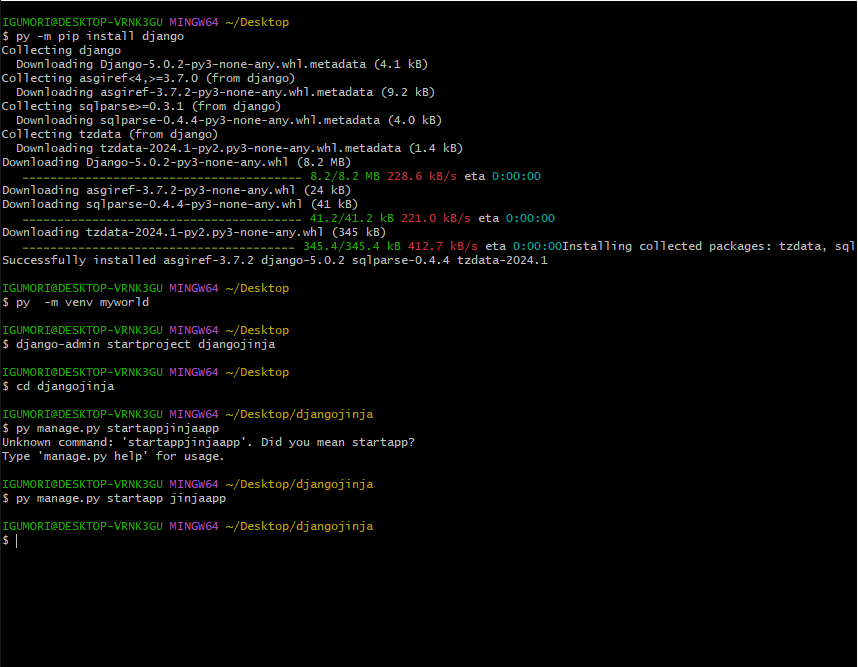 IGUMORI@DESKTOP-VRNK3GU MINGW64 ~/Desktop
$ py -m pip install django
Collecting django
  Downloading Django-5.0.2-py3-none-any.whl.metadata (4.1 kB)
Collecting asgiref<4,>=3.7.0 (from django)
  Downloading asgiref-3.7.2-py3-none-any.whl.metadata (9.2 kB)
Collecting sqlparse>=0.3.1 (from django)
  Downloading sqlparse-0.4.4-py3-none-any.whl.metadata (4.0 kB)
Collecting tzdata (from django)
  Downloading tzdata-2024.1-py2.py3-none-any.whl.metadata (1.4 kB)
Downloading Django-5.0.2-py3-none-any.whl (8.2 MB)
   ---------------------------------------- 8.2/8.2 MB 228.6 kB/s eta 0:00:00
Downloading asgiref-3.7.2-py3-none-any.whl (24 kB)
Downloading sqlparse-0.4.4-py3-none-any.whl (41 kB)
   ---------------------------------------- 41.2/41.2 kB 221.0 kB/s eta 0:00:00
Downloading tzdata-2024.1-py2.py3-none-any.whl (345 kB)
   --------------------------------------- 345.4/345.4 kB 412.7 kB/s eta 0:00:00Installing collected packages: tzdata, sql
Successfully installed asgiref-3.7.2 django-5.0.2 sqlparse-0.4.4 tzdata-2024.1
IGUMORI@DESKTOP-VRNK3GU MINGW64 ~/Desktop
$ py  -m venv myworld
IGUMORI@DESKTOP-VRNK3GU MINGW64 ~/Desktop
$ django-admin startproject djangojinja
IGUMORI@DESKTOP-VRNK3GU MINGW64 ~/Desktop
$ cd djangojinja
IGUMORI@DESKTOP-VRNK3GU MINGW64 ~/Desktop/djangojinja
$ py manage.py startappjinjaapp
Unknown command: 'startappjinjaapp'. Did you mean startapp?
Type 'manage.py help' for usage.
IGUMORI@DESKTOP-VRNK3GU MINGW64 ~/Desktop/djangojinja
$ py manage.py startapp jinjaapp
IGUMORI@DESKTOP-VRNK3GU MINGW64 ~/Desktop/djangojinja
$